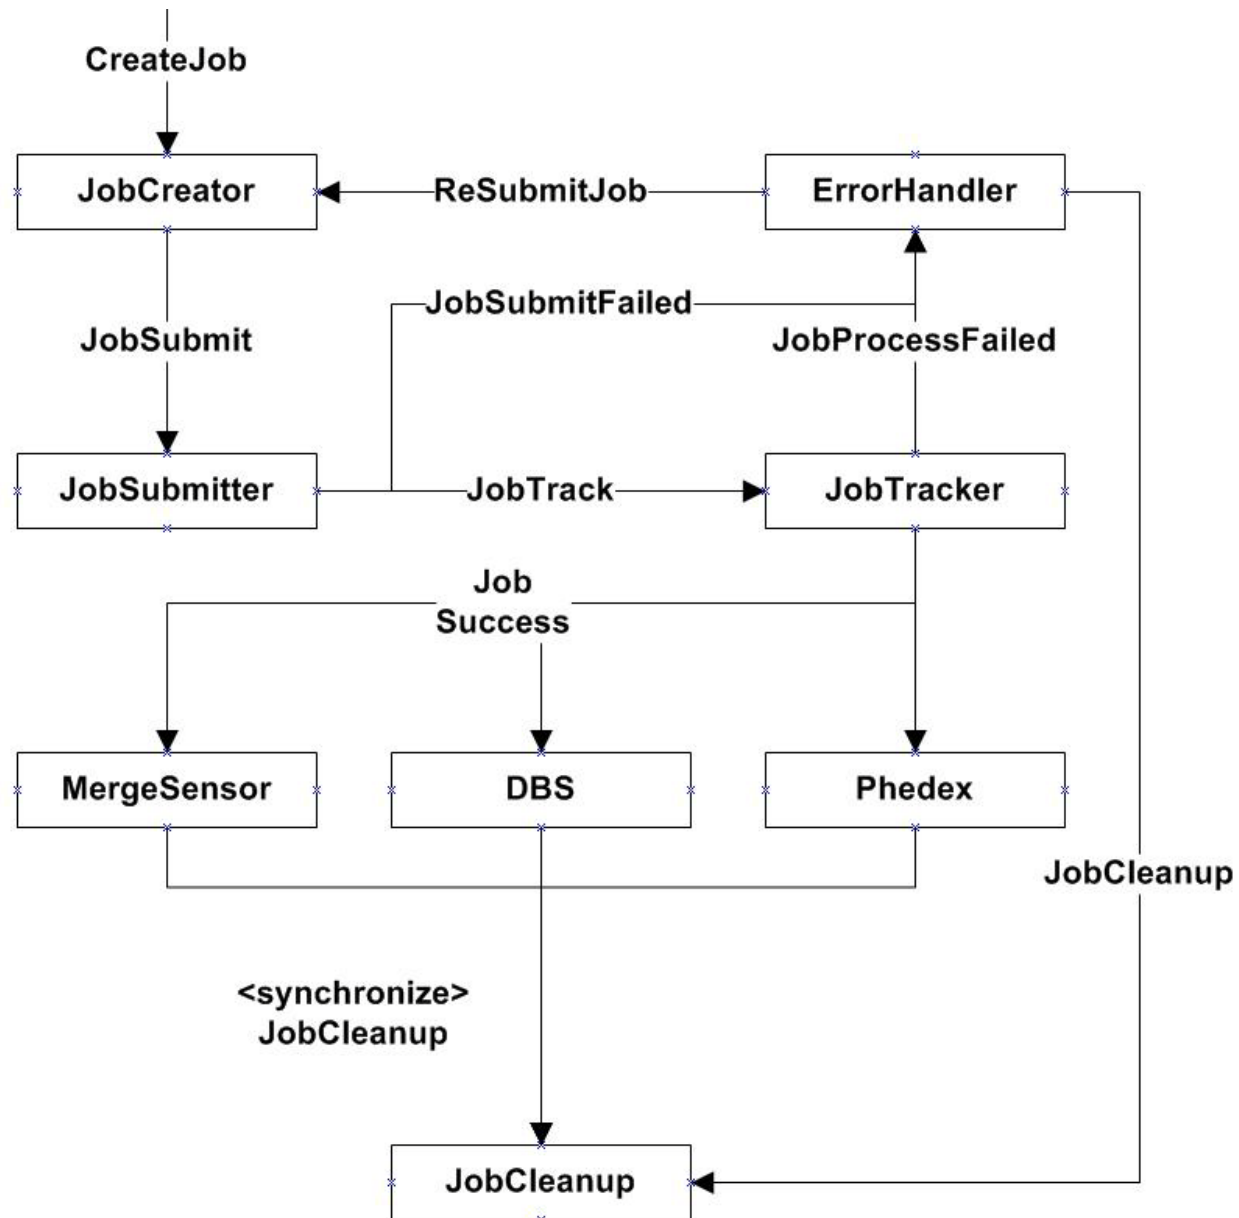 CreateJob
JobCreator
ReSubmitJob
ErrorHandler
JobSubmitFailed
JobSubmit
JobProcessFailed
JobSubmitter
JobTrack
JobTracker
Job
Success
MergeSensor
DBS
Phedex
JobCleanup
<synchronize>
JobCleanup
JobCleanup